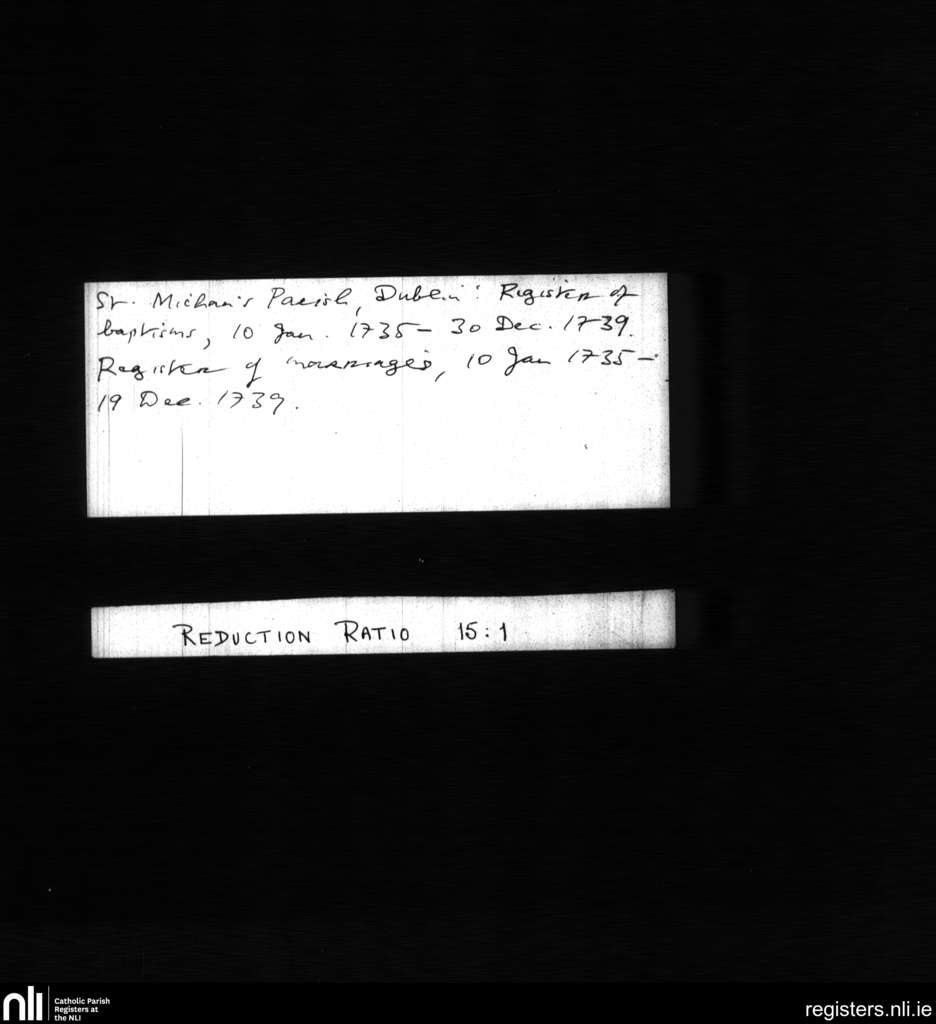 St. Michan's Parish, Dublin: Register of
baptisms, 10 Jan. 1735 - 30 Dec. 1739.
Register of marriages, 10 Jan 1735 -
19 Dec. 1739.
REDUCTION RATIO 15:1
nli
Catholic Parish
Registers at
the NLI
registers.nli.ie